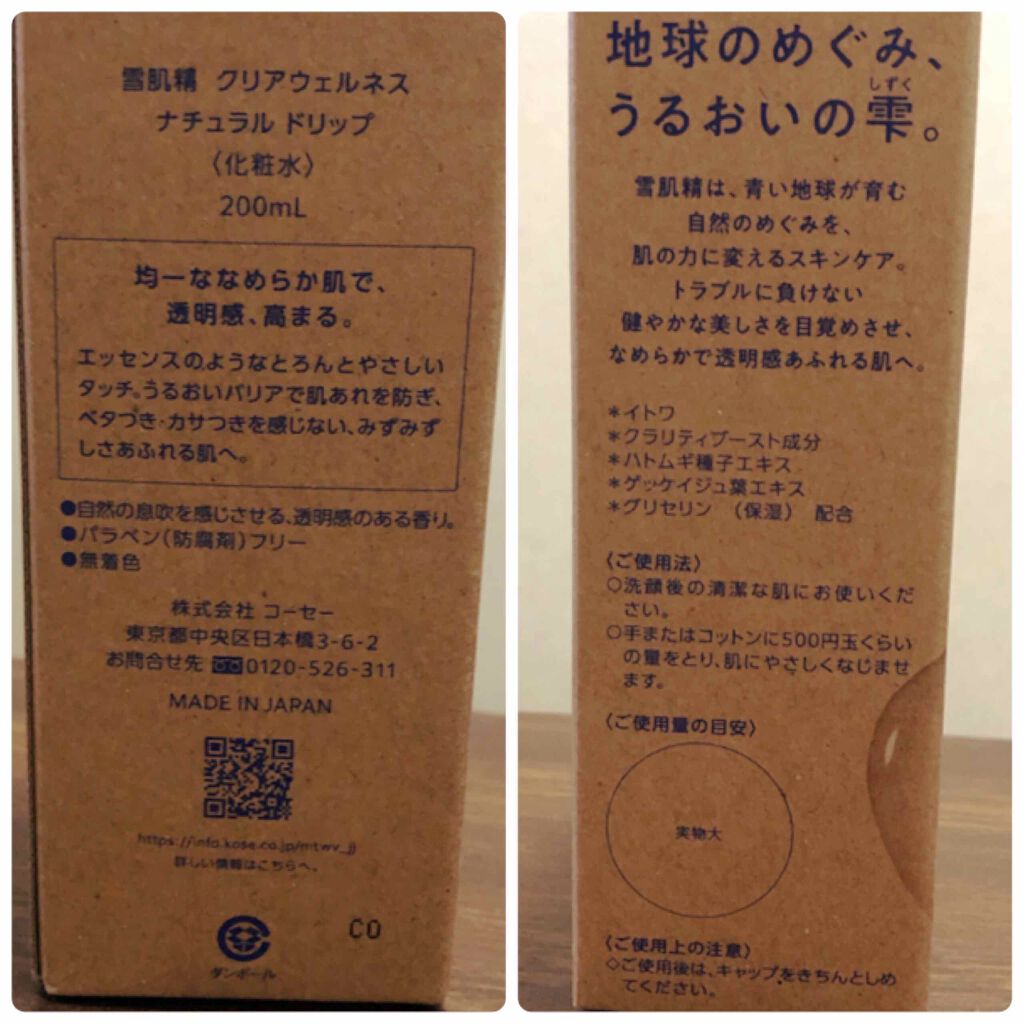 雪肌精 クリアウェルネス
ナチュラル ドリップ
〈化粧水〉
200mL
均一ななめらか肌で、
透明感、高まる。
エッセンスのようなとろんとやさしい
タッチ。うるおいバリアで肌あれを防ぎ、
ベタつき・カサつきを感じない、みずみず
しさあふれる肌へ。
●自然の息吹を感じさせる、透明感のある香り。
●パラベン(防腐剤)フリー
●無着色
株式会社 コーセー
東京都中央区日本橋3-6-2
お問合せ先 0120-526-311
MADE IN JAPAN
https://info.kose.co.jp/mtwv_jj
詳しい情報はこちらへ。
CO
ダンボール
地球のめぐみ、
しずく
うるおいの雫。
雪肌精は、青い地球が育む
自然のめぐみを、
肌の力に変えるスキンケア。
トラブルに負けない
健やかな美しさを目覚めさせ、
なめらかで透明感あふれる肌へ。
*イトワ
*クラリティブースト成分
*ハトムギ種子エキス
*ゲッケイジュ葉エキス
*グリセリン (保湿) 配合
〈ご使用法〉
○洗顔後の清潔な肌にお使いくだ
さい。
○手またはコットンに500円玉くらい
の量をとり、肌にやさしくなじませ
ます。
〈ご使用量の目安〉
実物大
〈ご使用上の注意〉
◇ご使用後は、キャップをきちんとしめ
てください。